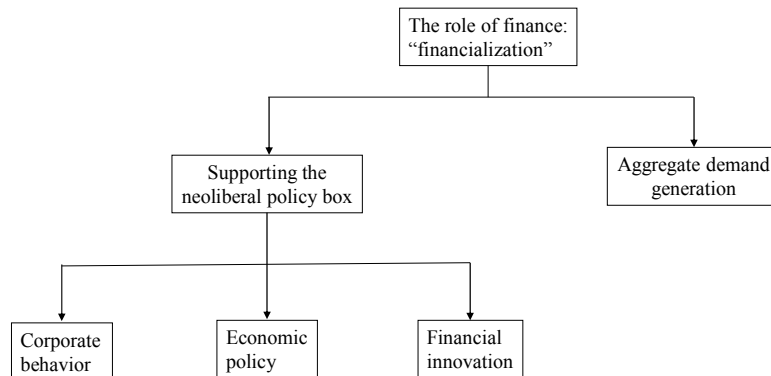 The role of finance:
“financialization”
Supporting the
neoliberal policy box
Aggregate demand
generation
Corporate
behavior
Economic
policy
Financial
innovation